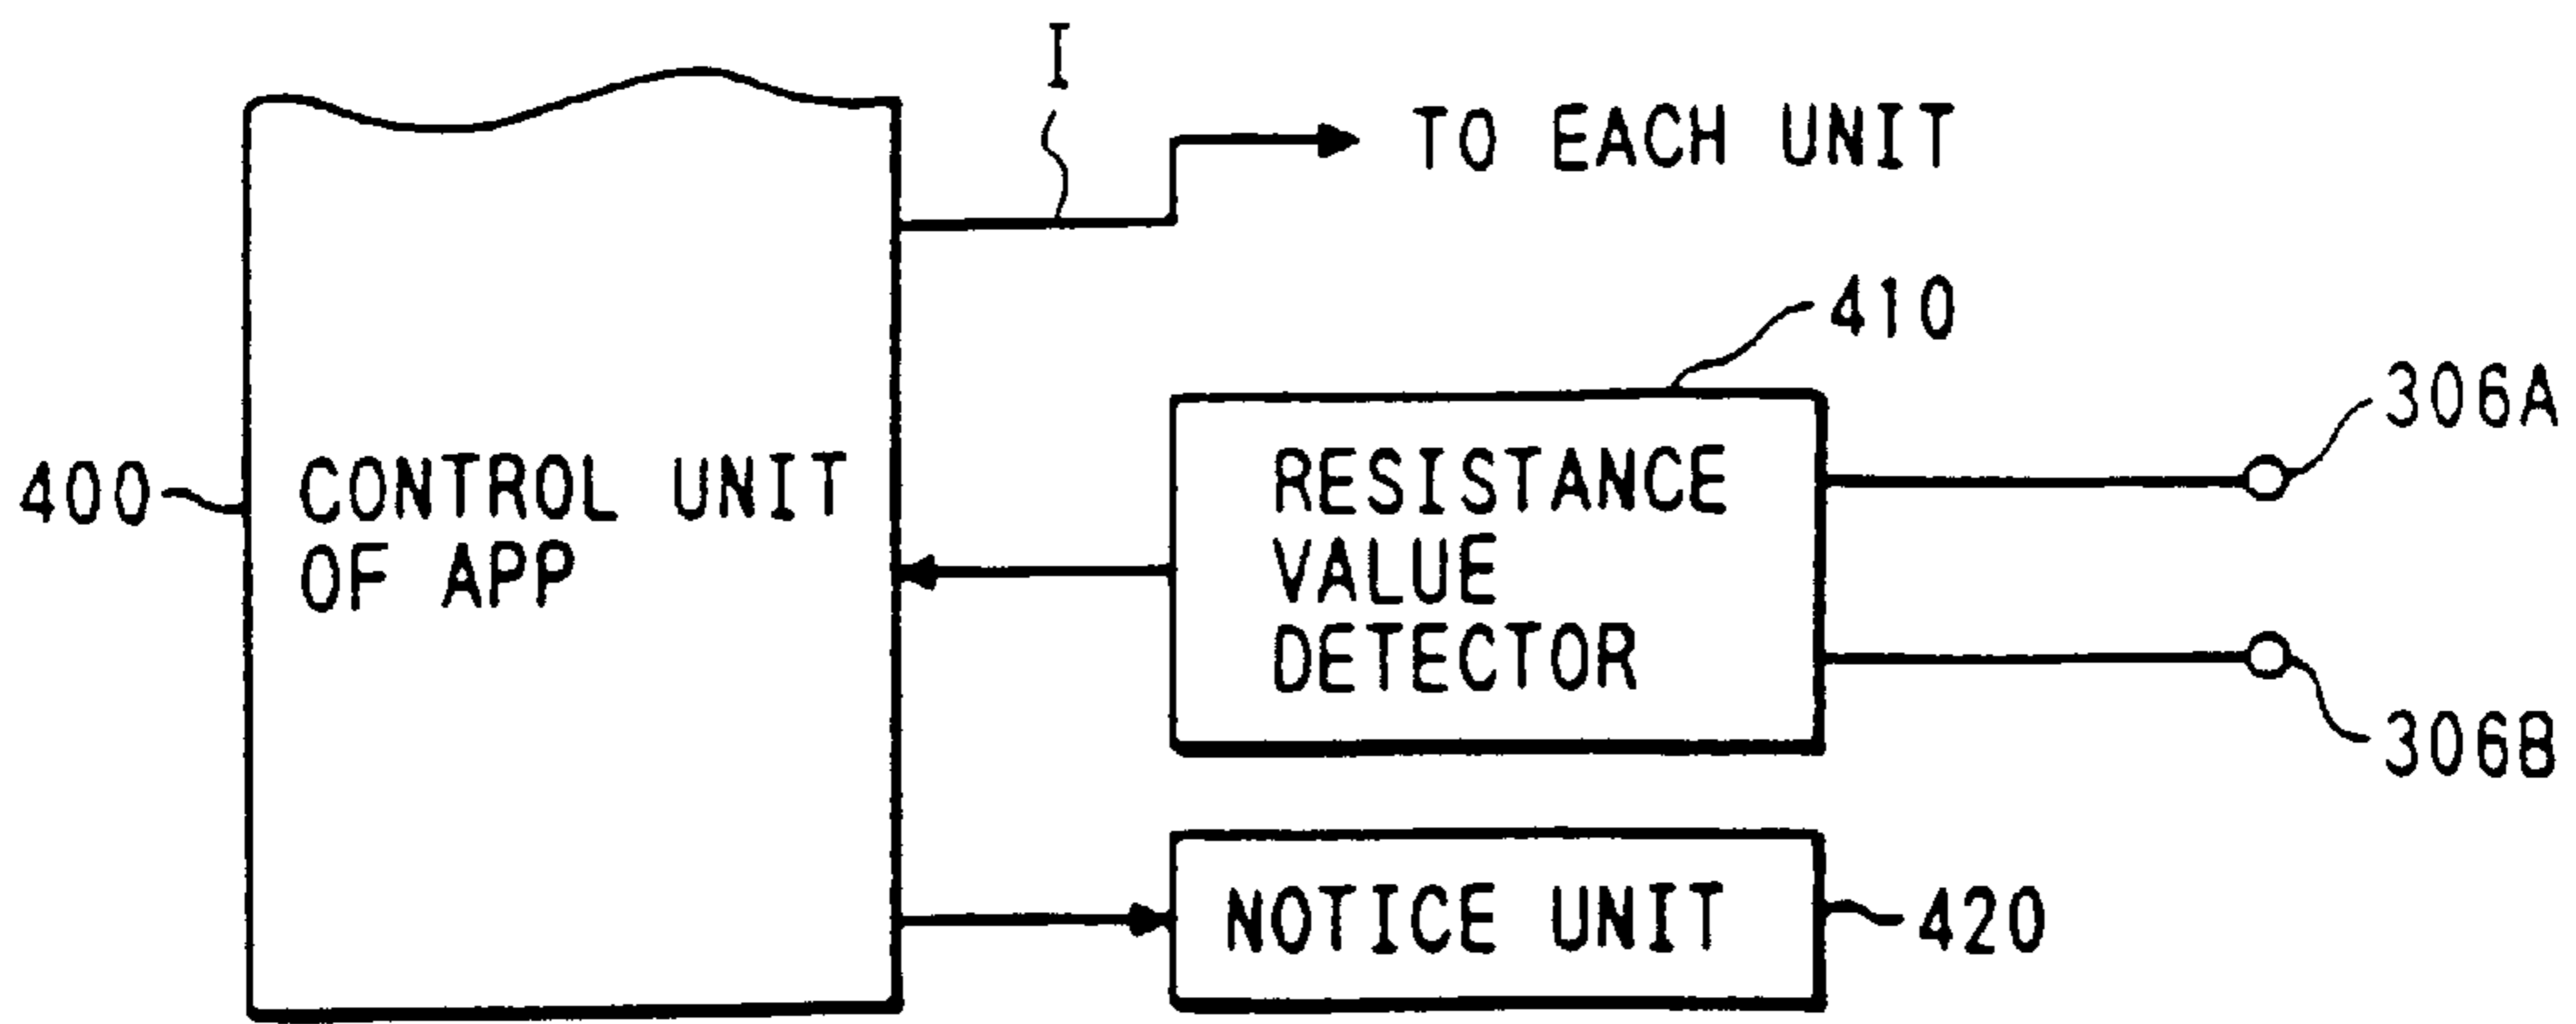 I
TO EACH UNIT
410
306A
400
CONTROL UNIT
OF APP
RESISTANCE
VALUE
DETECTOR
306B
NOTICE UNIT
420